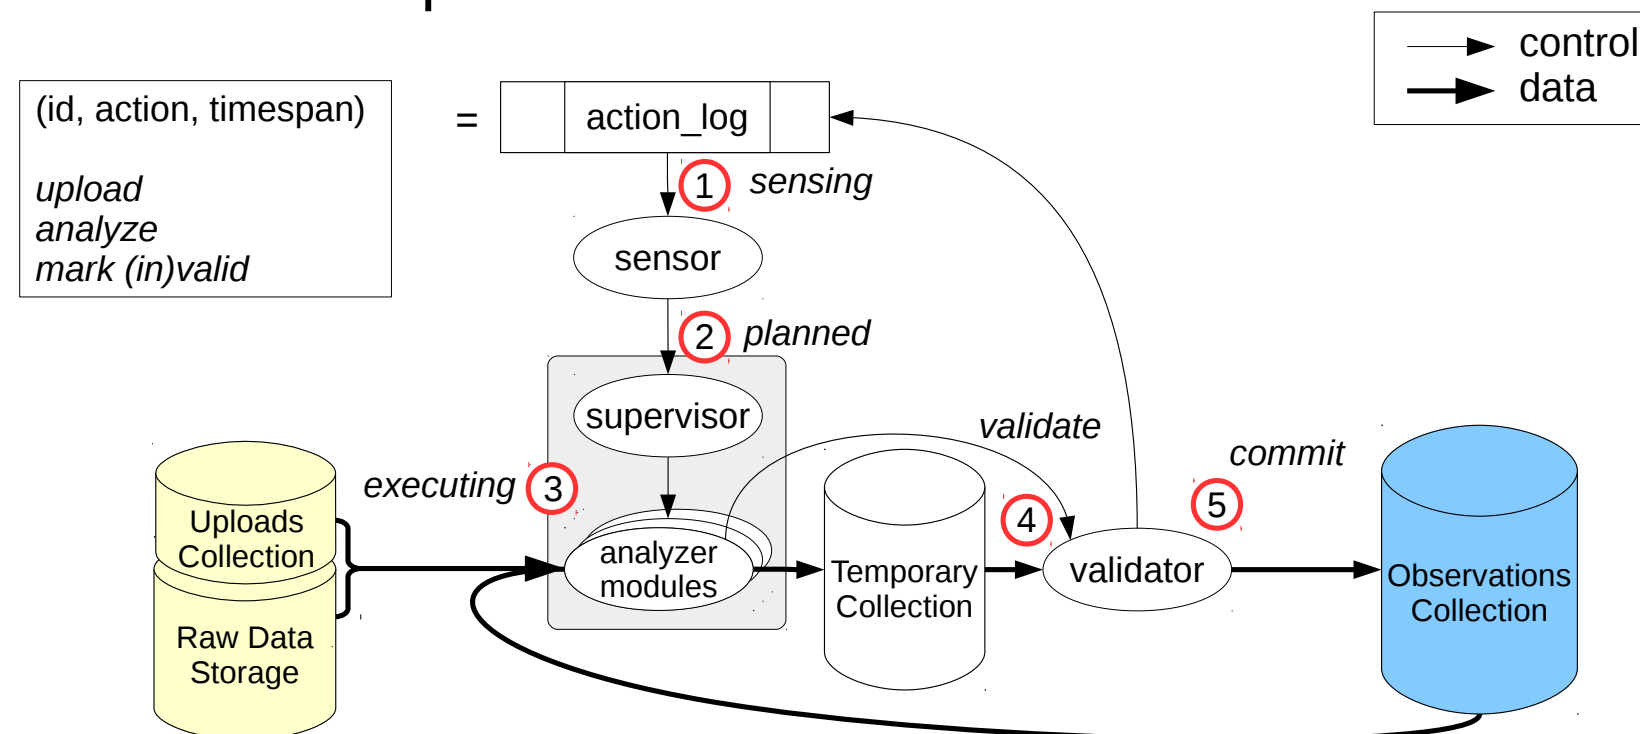 control
data
(id, action, timespan)
upload
analyze
mark (in)valid
=
action_log
1 sensing
sensor
2 planned
supervisor
validate
commit
executing 3
4
5
Uploads
Collection
Raw Data
Storage
analyzer
modules
Temporary
Collection
validator
Observations
Collection